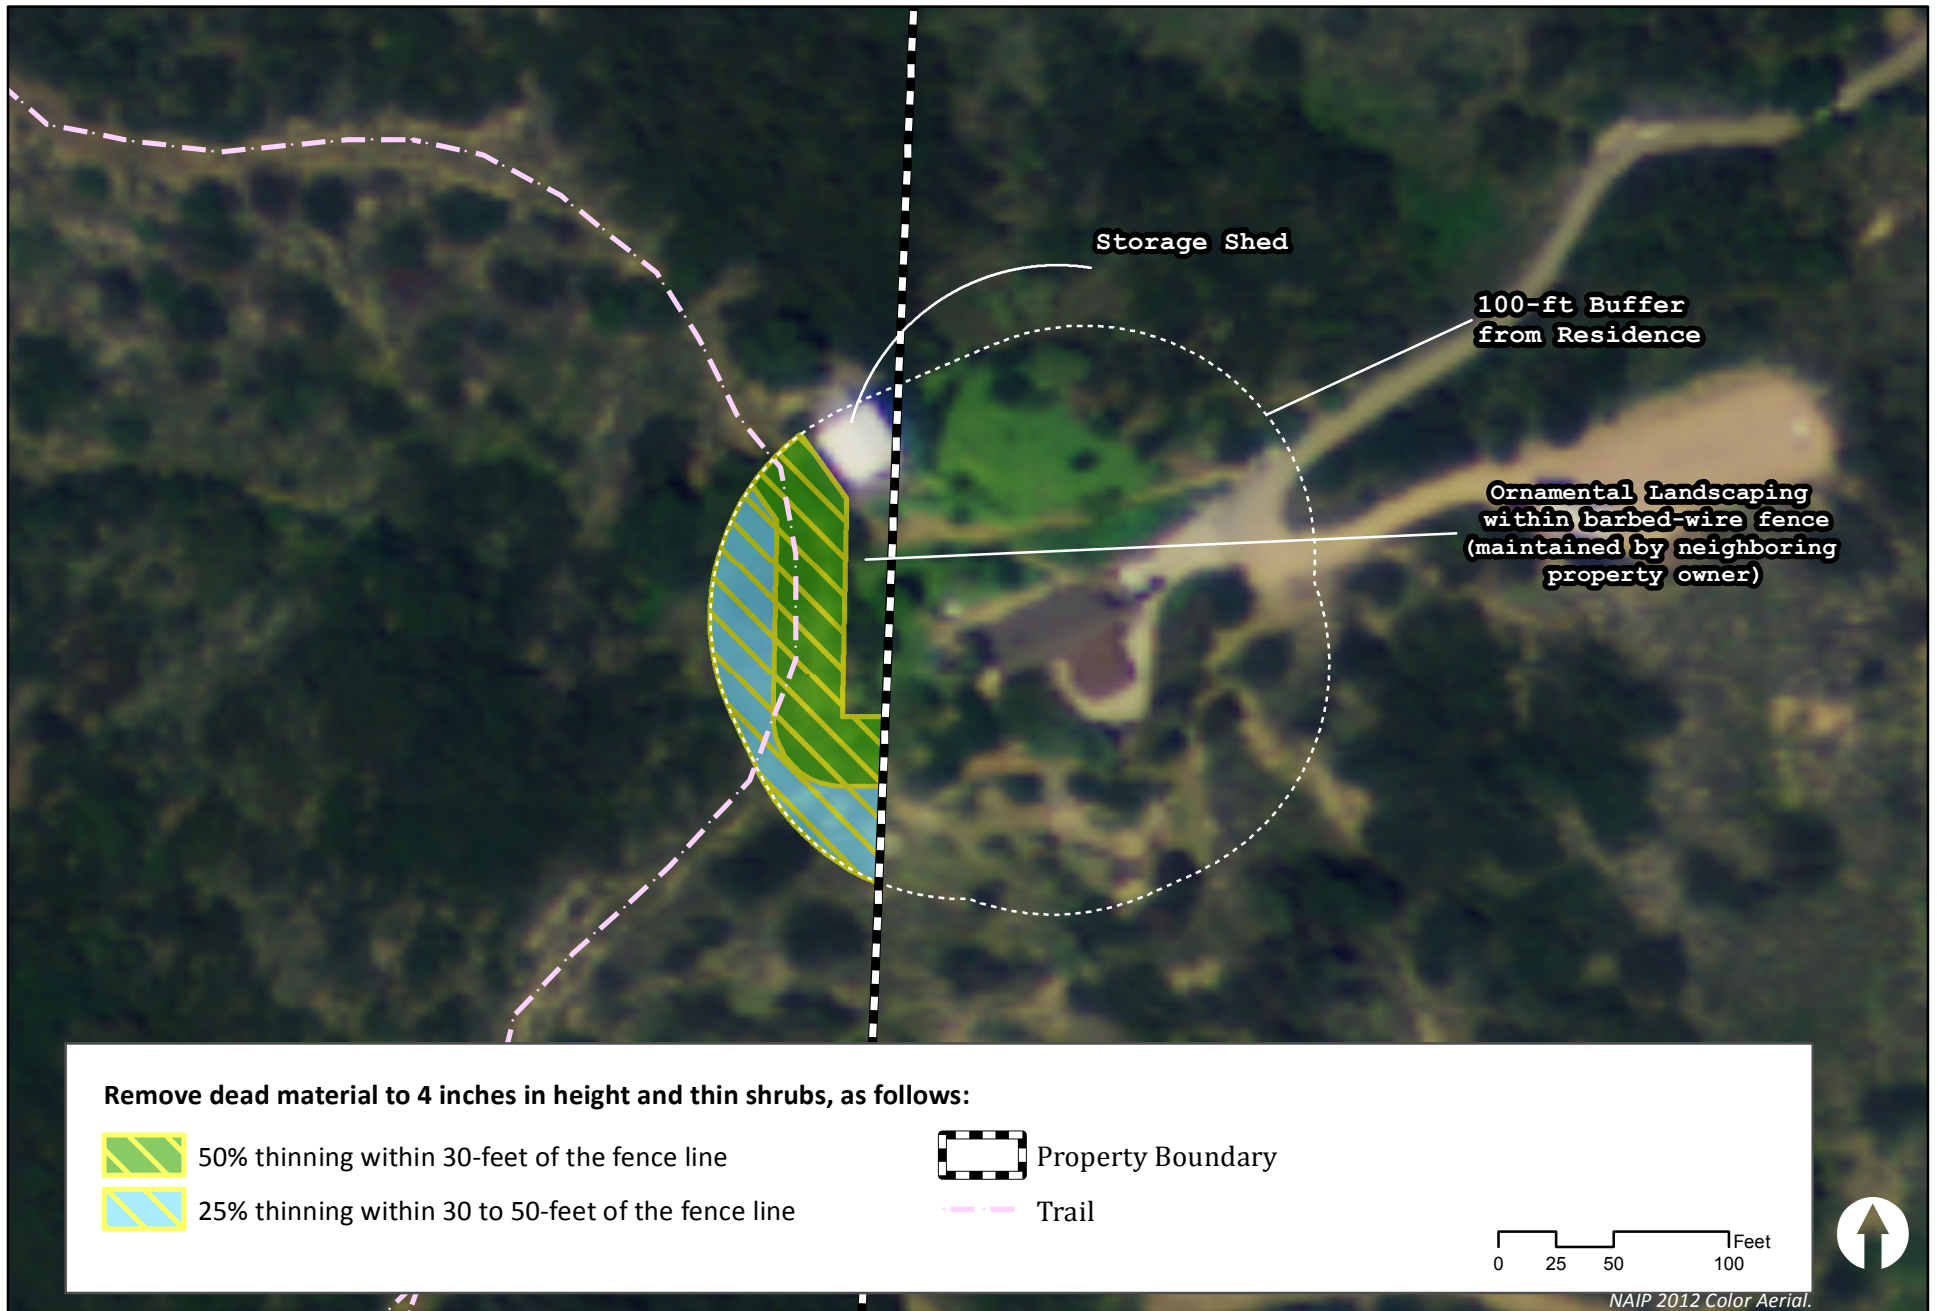 Storage Shed
100-ft Buffer
from Residence
Ornamental Landscaping
within barbed-wire fence
(maintained by neighboring
property owner)
Remove dead material to 4 inches in height and thin shrubs, as follows:
50% thinning within 30-feet of the fence line
25% thinning within 30 to 50-feet of the fence line
Property Boundary
Trail
Feet
0 25 50 100
NAIP 2012 Color Aerial.